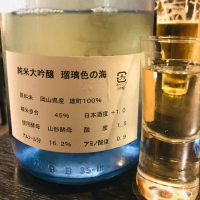 純米大吟醸 瑠璃色の海
原料米 岡山県産 雄町100%
精米歩合 45% 日本酒度 +1.0
使用酵母 山形酵母 酸度 1.5
アルコール分 16.2% アミノ酸度 0.9